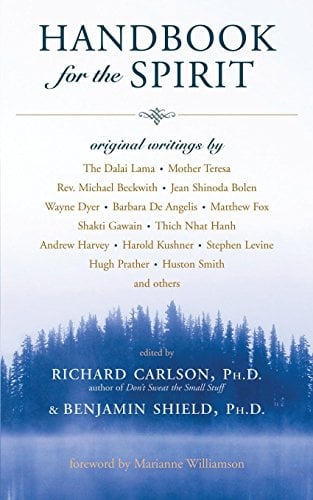 HANDBOOK
for the SPIRIT
original writings by
The Dalai Lama • Mother Teresa
Rev. Michael Beckwith • Jean Shinoda Bolen
Wayne Dyer • Barbara De Angelis • Matthew Fox
Shakti Gawain • Thich Nhat Hanh
Andrew Harvey • Harold Kushner • Stephen Levine
Hugh Prather • Huston Smith
and others
edited by
RICHARD CARLSON, PH.D.
author of Don't Sweat the Small Stuff
& BENJAMIN SHIELD, PH.D.
foreword by Marianne Williamson